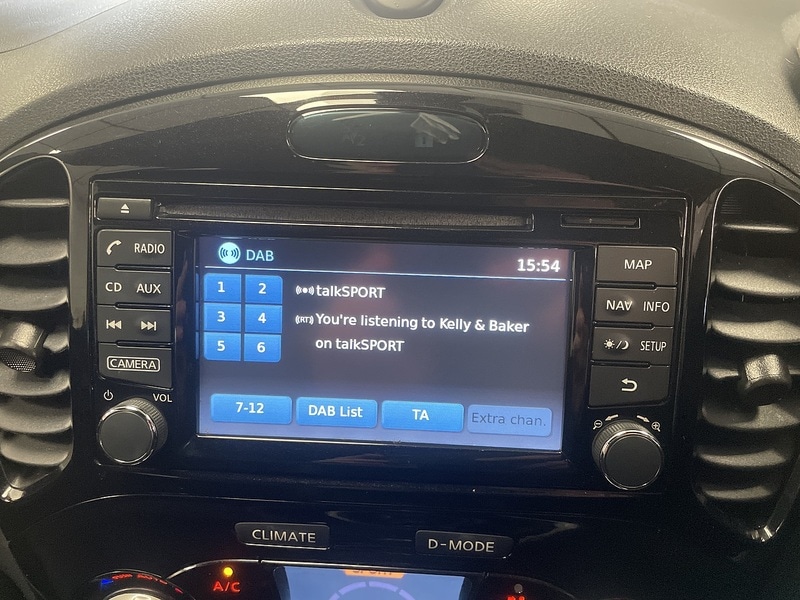 DAB
15:54
RADIO
CD AUX
CAMERA
VOL
1 2
3 4
5 6
talkSPORT
(RT) You're listening to Kelly & Baker
on talkSPORT
7-12 DAB List TA Extra chan.
MAP
NAV INFO
SETUP
CLIMATE
D-MODE
A/C